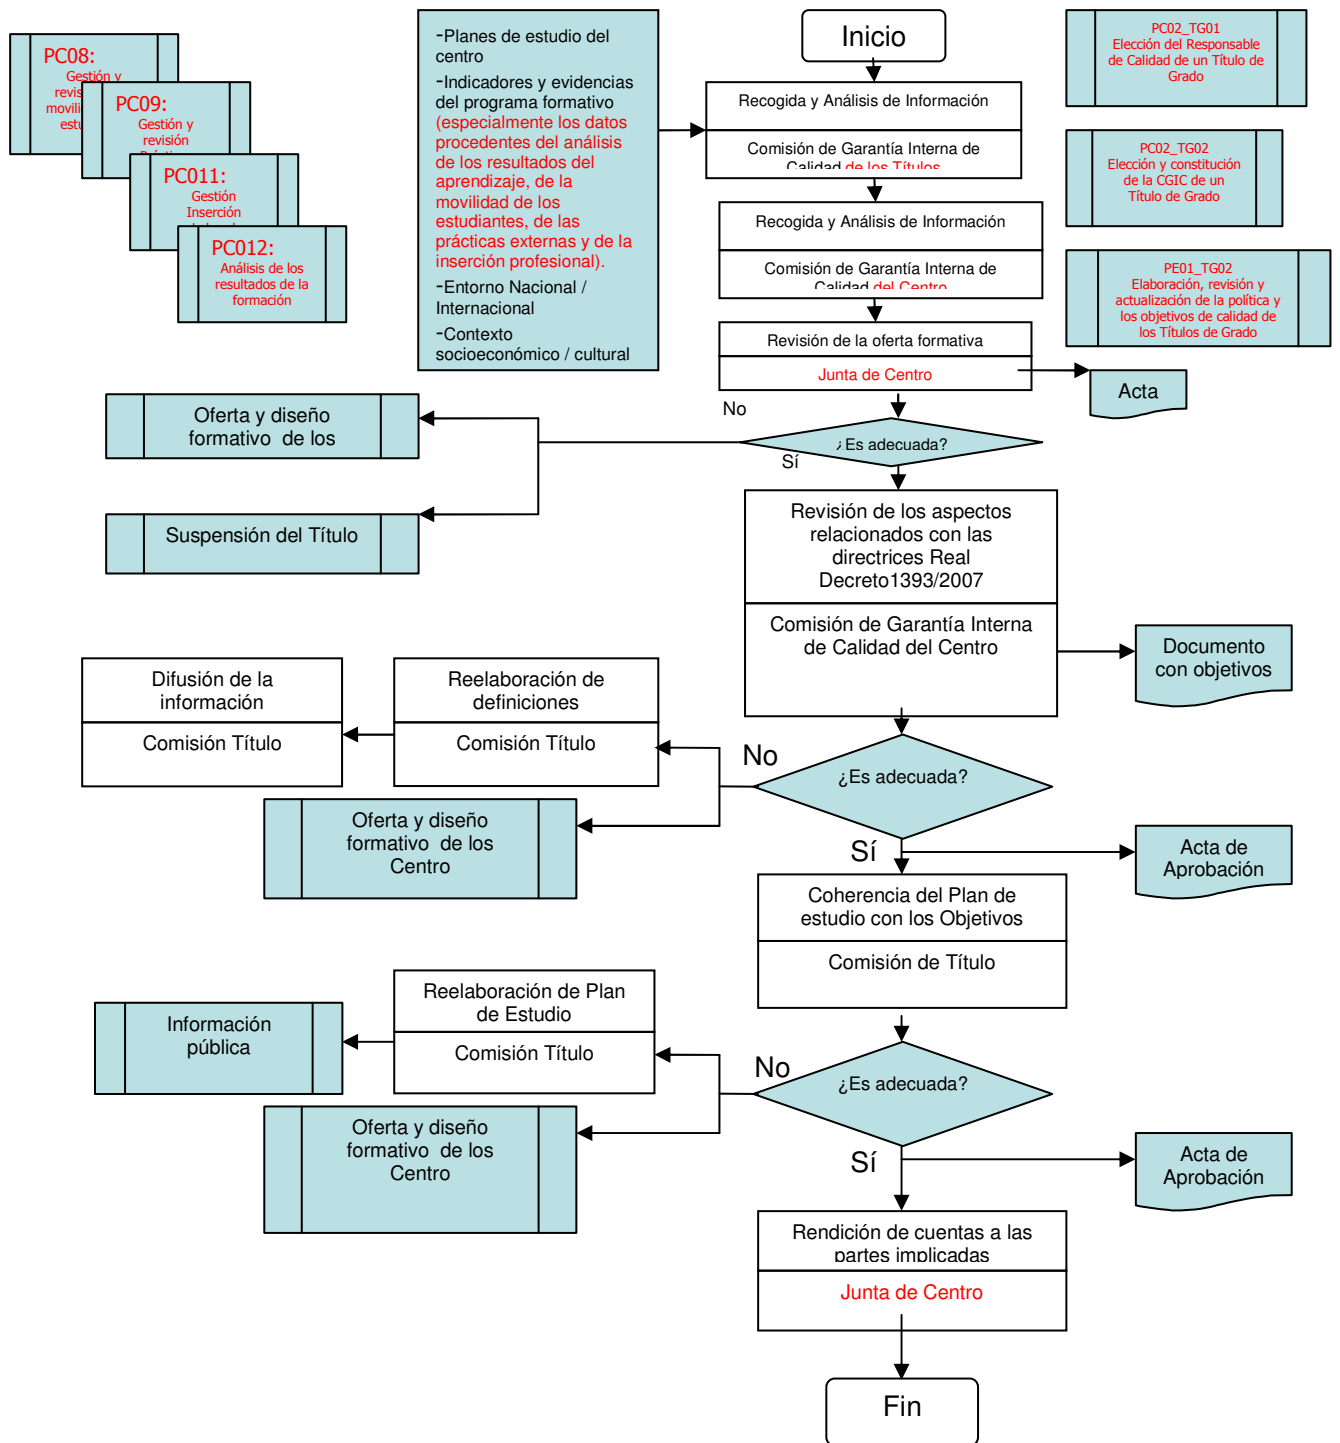 PC08:
Gestión y
PC09:
Gestión y
revisión
PC011:
Gestión
Inserción
PC012:
Análisis de los
resultados de la
formación
-Planes de estudio del
centro
-Indicadores y evidencias
del programa formativo
(especialmente los datos
procedentes del análisis
de los resultados del
aprendizaje, de la
movilidad de los
estudiantes, de las
prácticas externas y de la
inserción profesional).
-Entorno Nacional /
Internacional
-Contexto
socioeconómico / cultural
Inicio
Recogida y Análisis de Información
Comisión de Garantía Interna de
Calidad de los Títulos
Recogida y Análisis de Información
Comisión de Garantía Interna de
Calidad del Centro
Revisión de la oferta formativa
Junta de Centro
PC02_TG01
Elección del Responsable
de Calidad de un Título de
Grado
PC02_TG02
Elección y constitución
de la CGIC de un
Título de Grado
PE01_TG02
Elaboración, revisión y
actualización de la política y
los objetivos de calidad de
los Títulos de Grado
Acta
No
¿Es adecuada?
Sí
Oferta y diseño
formativo de los
Suspensión del Título
Revisión de los aspectos
relacionados con las
directrices Real
Decreto1393/2007
Comisión de Garantía Interna
de Calidad del Centro
Documento
con objetivos
Difusión de la
información
Comisión Título
Reelaboración de
definiciones
Comisión Título
No
¿Es adecuada?
Oferta y diseño
formativo de los
Centro
Sí
Acta de
Aprobación
Coherencia del Plan de
estudio con los Objetivos
Comisión de Título
Información
pública
Reelaboración de Plan
de Estudio
Comisión Título
No
¿Es adecuada?
Oferta y diseño
formativo de los
Centro
Sí
Acta de
Aprobación
Rendición de cuentas a las
partes implicadas
Junta de Centro
Fin